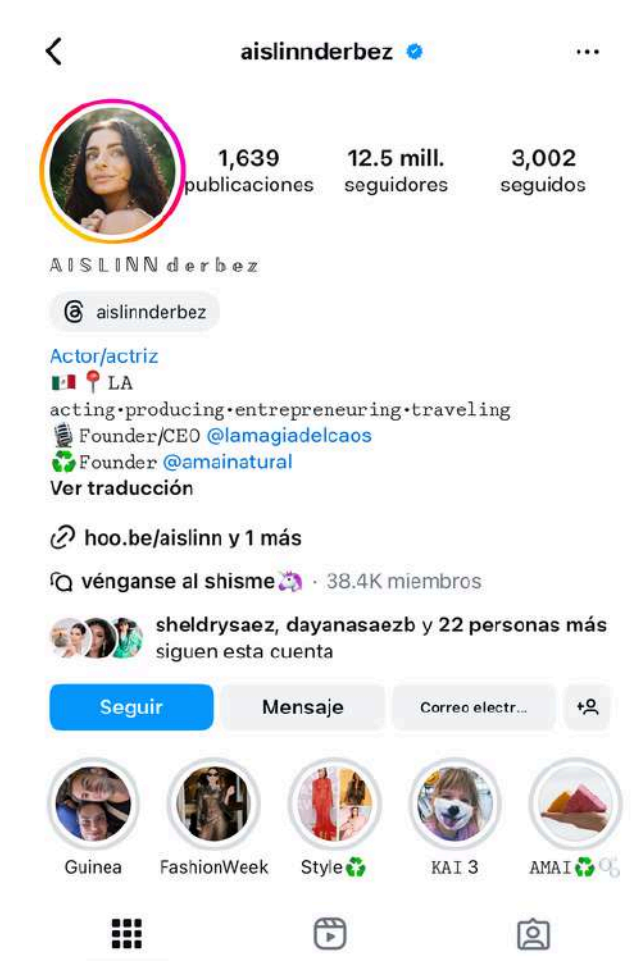 aislinnderbez
1,639 12.5 mill. 3,002
publicaciones seguidores seguidos
𝔸𝕀𝕊𝕃𝕀ℕℕ 𝕕𝕖𝕣𝕓𝕖𝕫
aislinnderbez
Actor/actriz
🇲🇽📍LA
acting•producing•entrepreneuring•traveling
🎙Founder/CEO @lamagiadelcaos
♻️Founder @amainatural
Ver traducción
hoo.be/aislinn y 1 más
vénganse al shisme🦄 · 38.4K miembros
sheldrysaez, dayanasaezb y 22 personas más
siguen esta cuenta
Seguir Mensaje Correo electr...
Guinea FashionWeek Style♻️ KAI 3 AMAI♻️